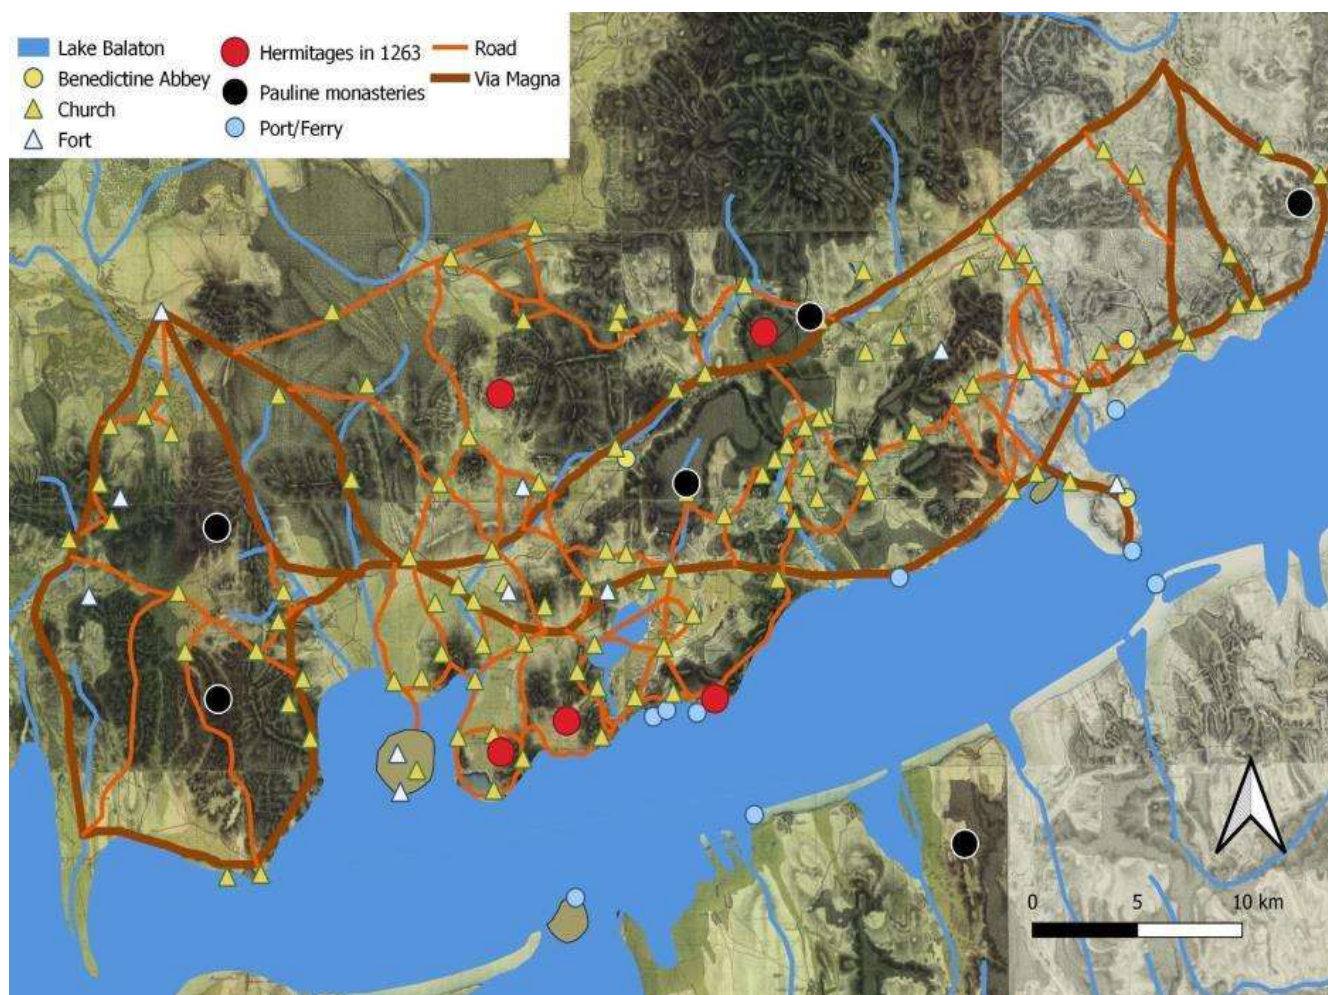 Lake Balaton
Benedictine Abbey
Church
Fort
Hermitages in 1263
Pauline monasteries
Port/Ferry
Road
Via Magna
0 5 10 km